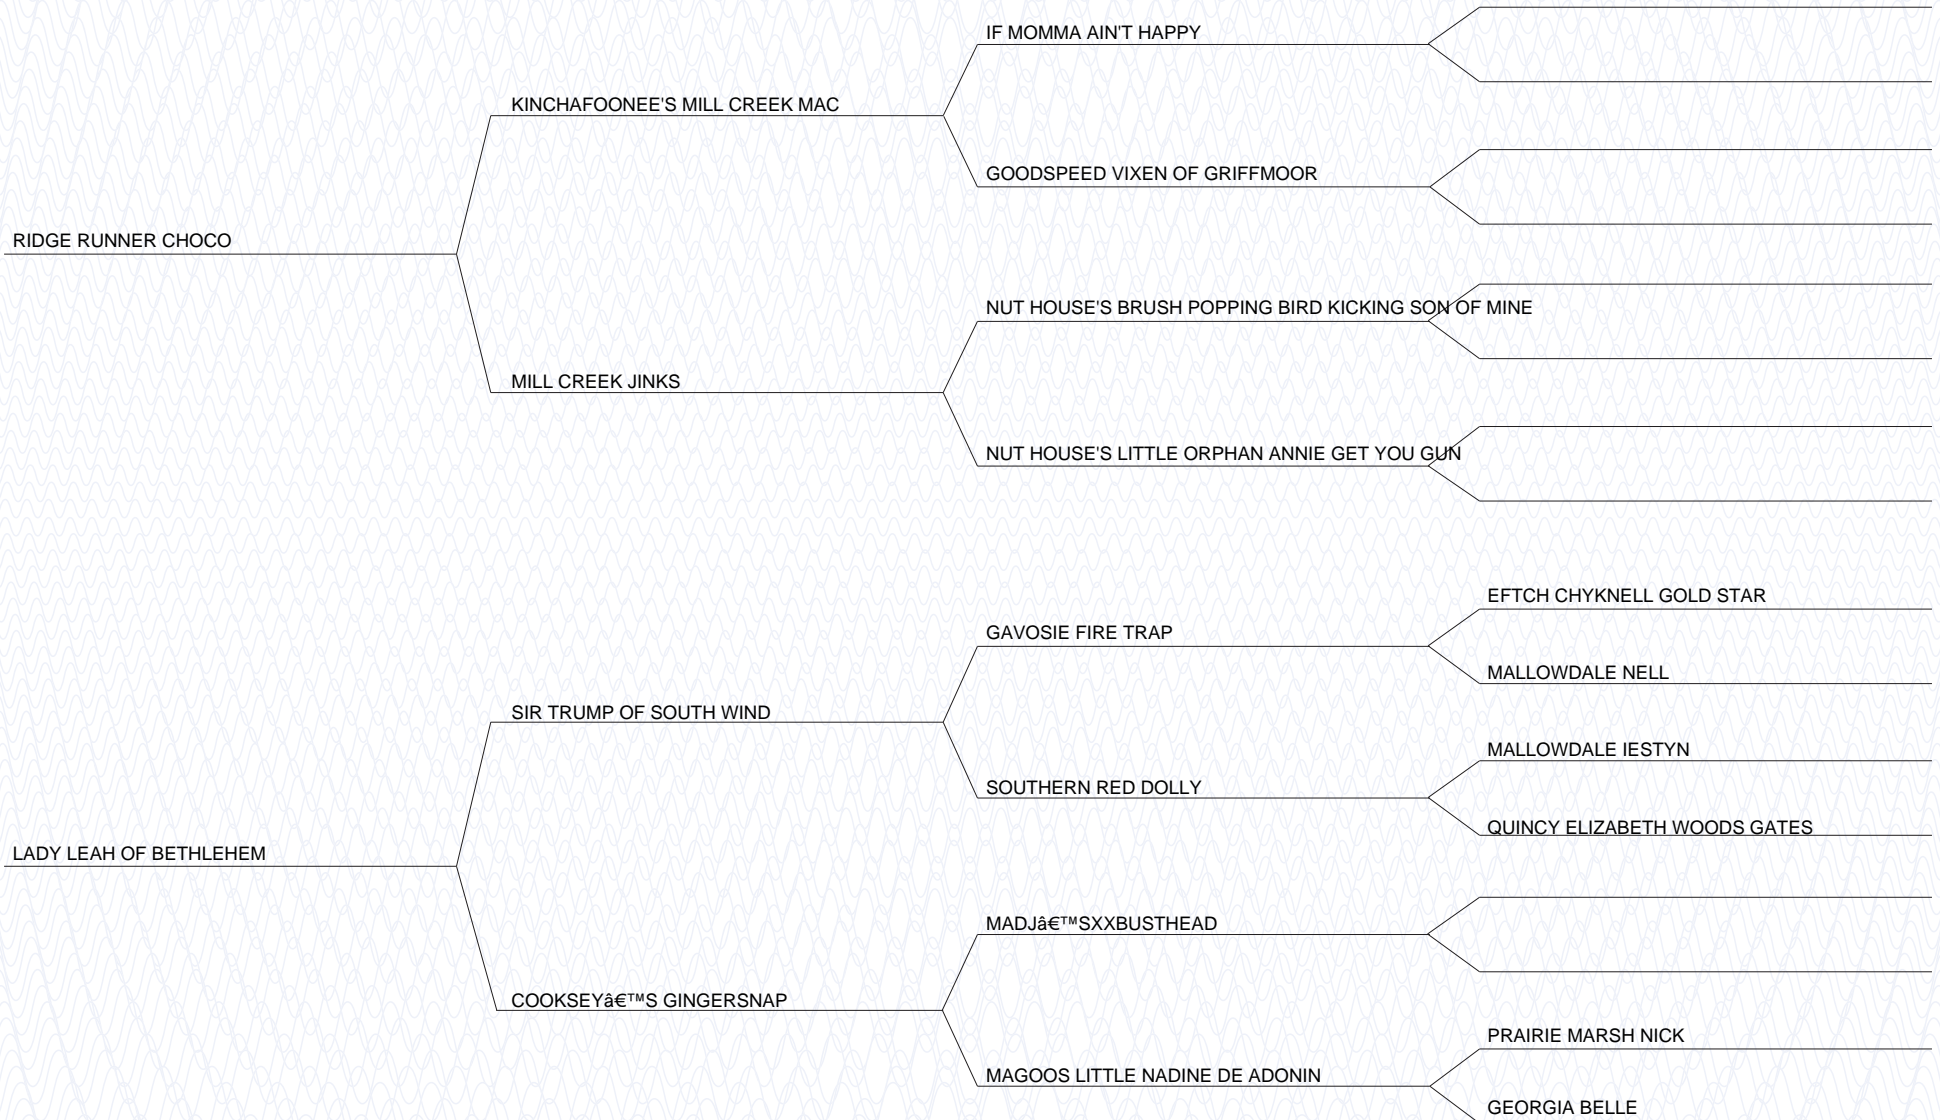 IF MOMMA AIN'T HAPPY
KINCHAFOONEE'S MILL CREEK MAC
GOODSPEED VIXEN OF GRIFFMOOR
RIDGE RUNNER CHOCO
NUT HOUSE'S BRUSH POPPING BIRD KICKING SON OF MINE
MILL CREEK JINKS
NUT HOUSE'S LITTLE ORPHAN ANNIE GET YOU GUN
EFTCH CHYKNELL GOLD STAR
GAVOSIE FIRE TRAP
MALLOWDALE NELL
SIR TRUMP OF SOUTH WIND
MALLOWDALE IESTYN
SOUTHERN RED DOLLY
QUINCY ELIZABETH WOODS GATES
LADY LEAH OF BETHLEHEM
MADJâ€™SXXBUSTHEAD
COOKSEYâ€™S GINGERSNAP
PRAIRIE MARSH NICK
MAGOOS LITTLE NADINE DE ADONIN
GEORGIA BELLE